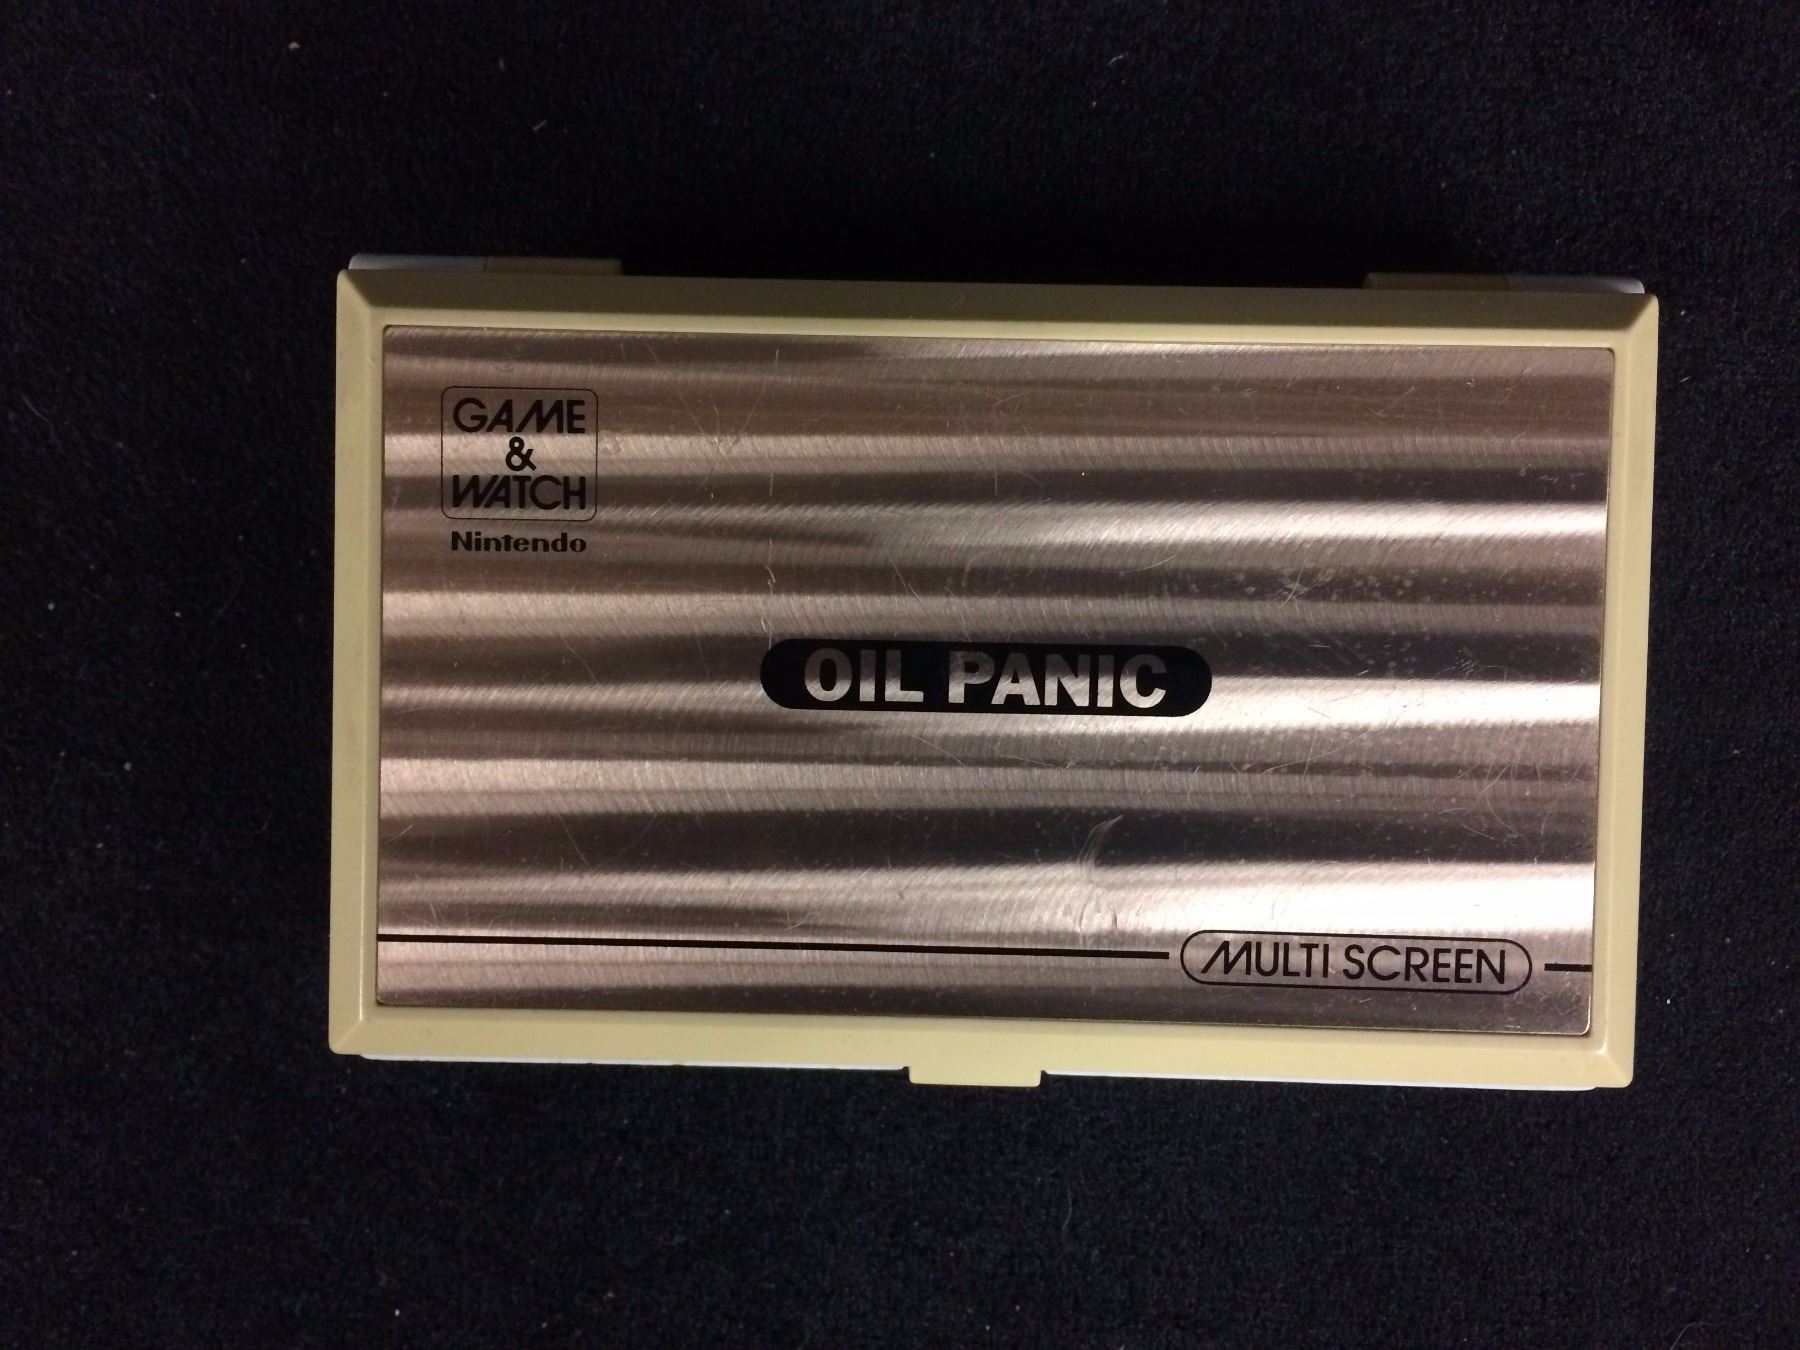 GAME
&
WATCH
Nintendo
OIL PANIC
MULTI SCREEN